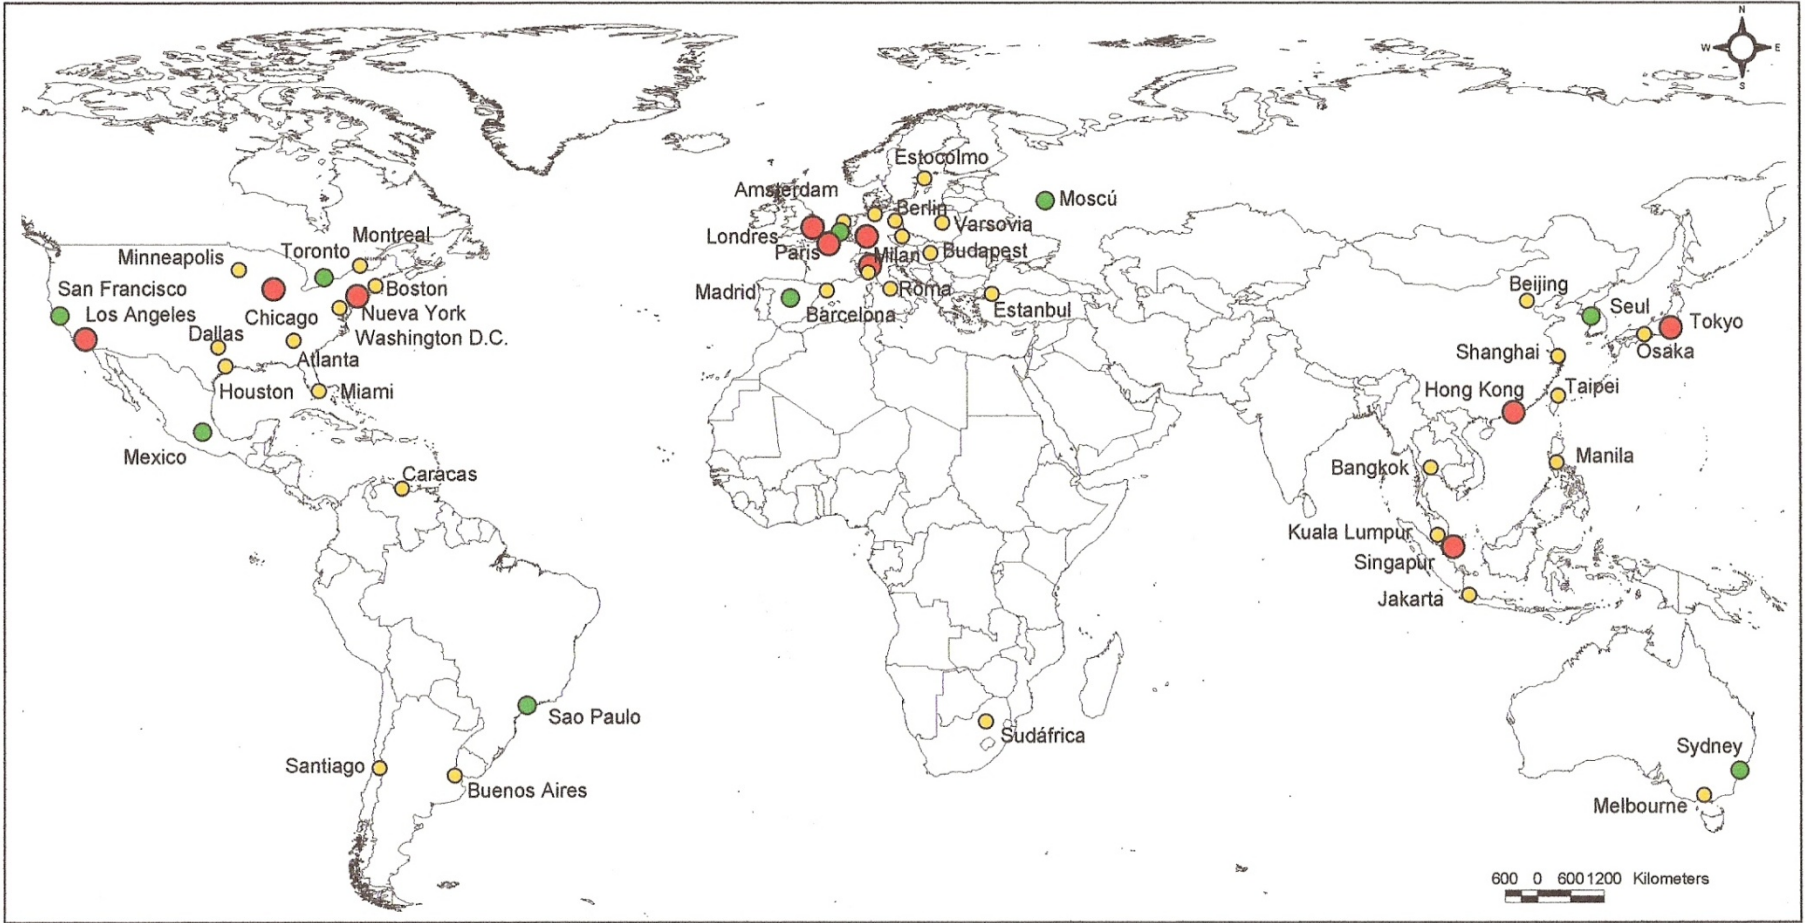 N
W E
S
Estocolmo
Amsterdam
Moscú
Berlin
Varsovia
Londres
Paris
Milan
Budapest
Montreal
Toronto
Minneapolis
San Francisco
Boston
Madrid
Roma
Beijing
Los Angeles
Chicago
Nueva York
Barcelona
Estanbul
Seul
Tokyo
Dallas
Washington D.C.
Atlanta
Shanghai
Osaka
Houston
Miami
Hong Kong
Taipei
Mexico
Caracas
Bangkok
Manila
Kuala Lumpur
Singapur
Jakarta
Sao Paulo
Sudáfrica
Santiago
Buenos Aires
Sydney
Melbourne
600 0 600 1200 Kilometers